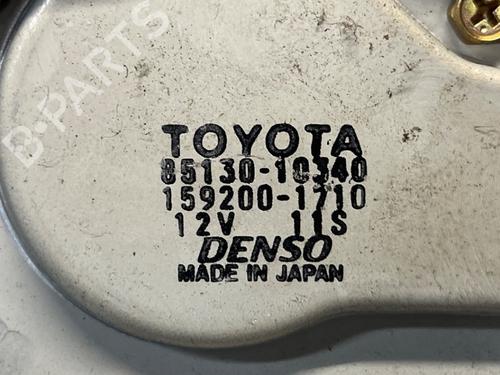 B-PARTS
TOYOTA
85130-10340
159200-1710
12V 11S
DENSO
MADE IN JAPAN